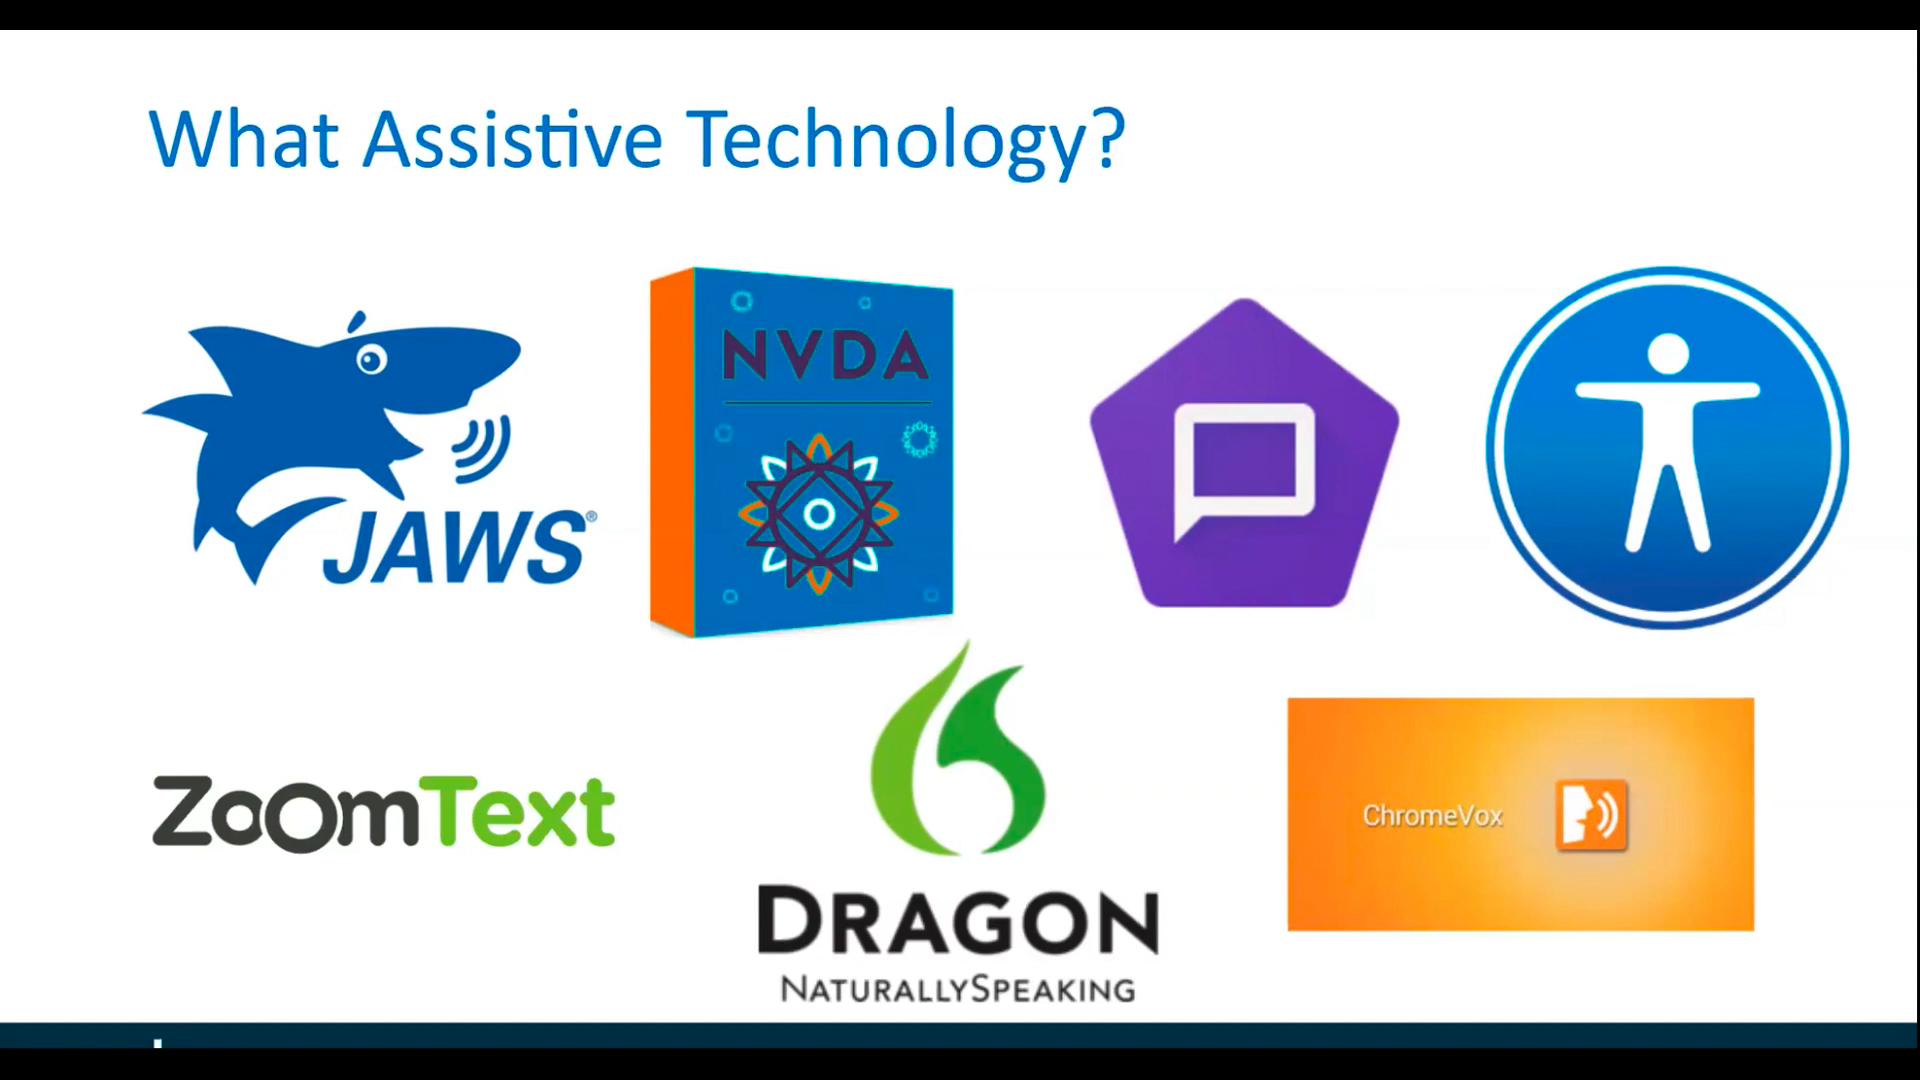 What Assistive Technology?
JAWS®
NVDA
ZoomText
DRAGON
NATURALLYSPEAKING
ChromeVox